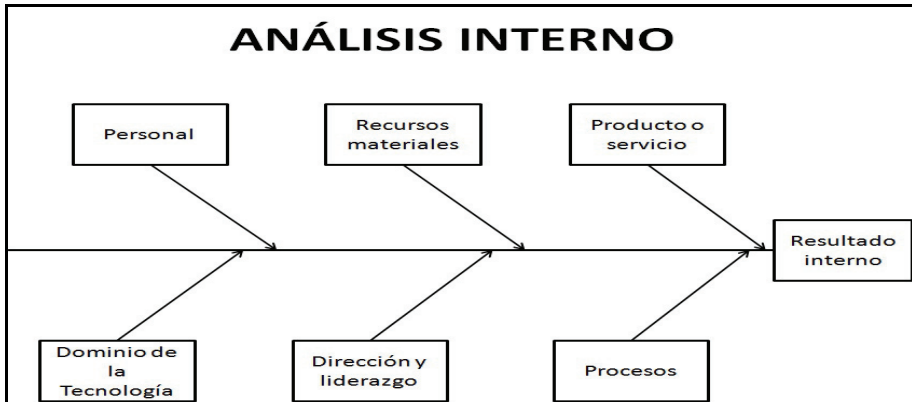 ANÁLISIS INTERNO
Personal
Recursos
materiales
Producto o
servicio
Resultado
interno
Dominio de
la
Tecnología
Dirección y
liderazgo
Procesos